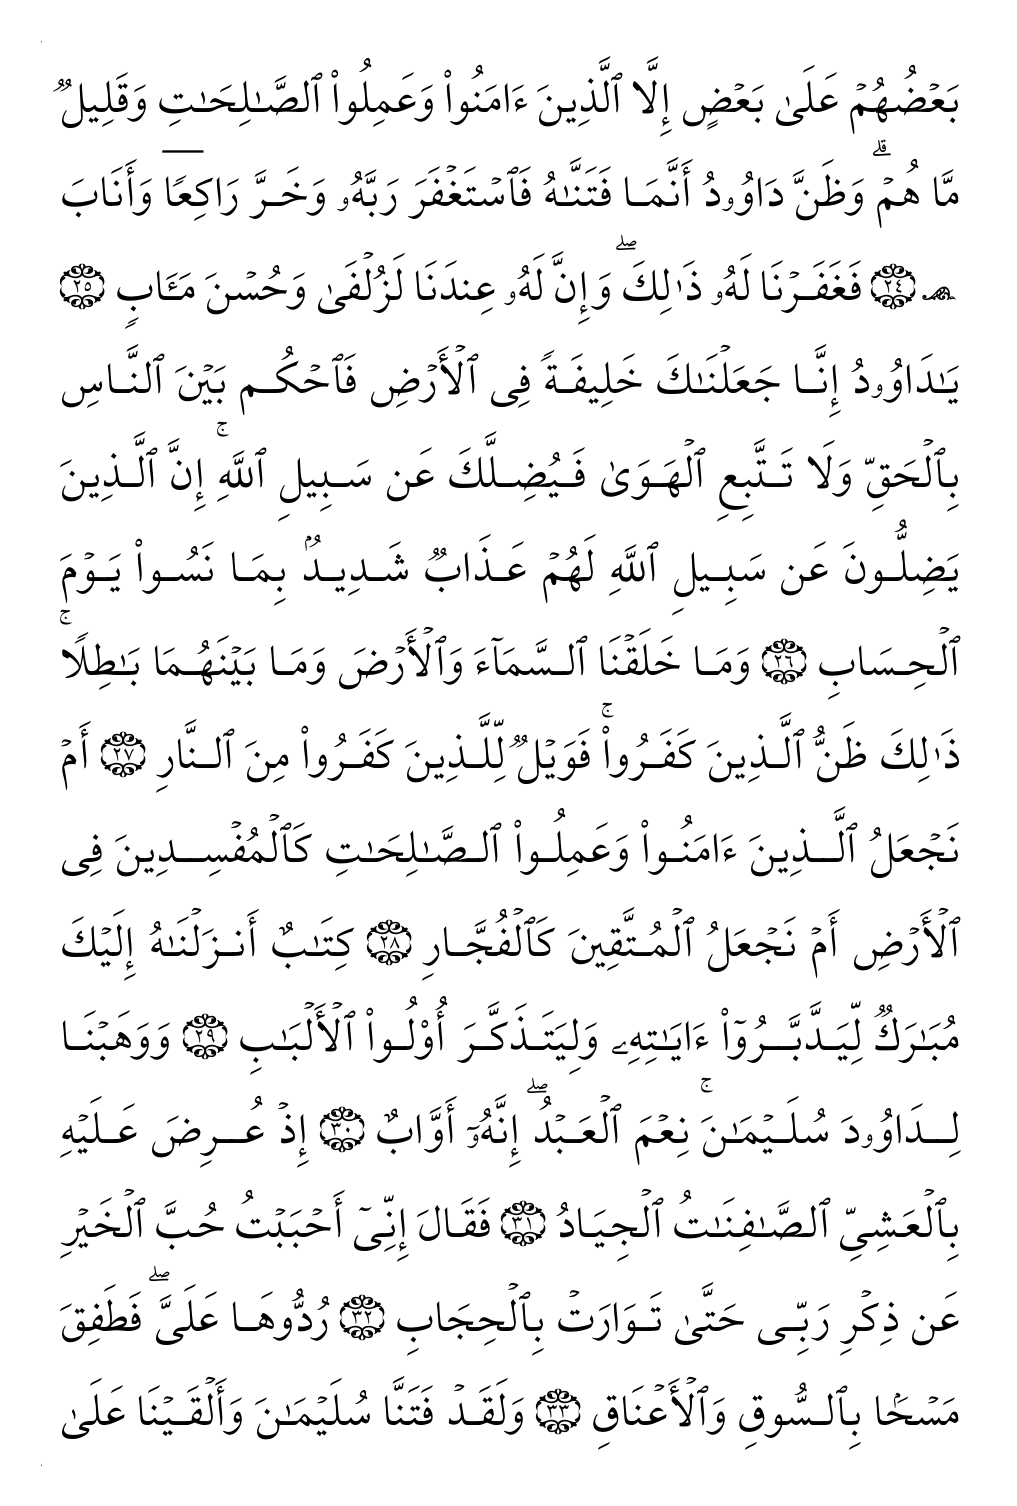 بَعۡضُهُمۡ عَلَىٰ بَعۡضٍ إِلَّا ٱلَّذِينَ ءَامَنُواْ وَعَمِلُواْ ٱلصَّٰلِحَٰتِ وَقَلِيلٞ
مَّا هُمۡۗ وَظَنَّ دَاوُۥدُ أَنَّمَا فَتَنَّٰهُ فَٱسۡتَغۡفَرَ رَبَّهُۥ وَخَرَّۤ رَاكِعٗاۤ وَأَنَابَ
۩ ٢٤ فَغَفَرۡنَا لَهُۥ ذَٰلِكَۖ وَإِنَّ لَهُۥ عِندَنَا لَزُلۡفَىٰ وَحُسۡنَ مَـَٔابٖ ٢٥
يَٰدَاوُۥدُ إِنَّا جَعَلۡنَٰكَ خَلِيفَةٗ فِي ٱلۡأَرۡضِ فَٱحۡكُم بَيۡنَ ٱلنَّاسِ
بِٱلۡحَقِّ وَلَا تَتَّبِعِ ٱلۡهَوَىٰ فَيُضِلَّكَ عَن سَبِيلِ ٱللَّهِۚ إِنَّ ٱلَّذِينَ
يَضِلُّونَ عَن سَبِيلِ ٱللَّهِ لَهُمۡ عَذَابٞ شَدِيدُۢ بِمَا نَسُواْ يَوۡمَ
ٱلۡحِسَابِ ٢٦ وَمَا خَلَقۡنَا ٱلسَّمَآءَ وَٱلۡأَرۡضَ وَمَا بَيۡنَهُمَا بَٰطِلٗاۚ
ذَٰلِكَ ظَنُّ ٱلَّذِينَ كَفَرُواْۚ فَوَيۡلٞ لِّلَّذِينَ كَفَرُواْ مِنَ ٱلنَّارِ ٢٧ أَمۡ
نَجۡعَلُ ٱلَّذِينَ ءَامَنُواْ وَعَمِلُواْ ٱلصَّٰلِحَٰتِ كَٱلۡمُفۡسِدِينَ فِي
ٱلۡأَرۡضِ أَمۡ نَجۡعَلُ ٱلۡمُتَّقِينَ كَٱلۡفُجَّارِ ٢٨ كِتَٰبٌ أَنزَلۡنَٰهُ إِلَيۡكَ
مُبَٰرَكٞ لِّيَدَّبَّرُوٓاْ ءَايَٰتِهِۦ وَلِيَتَذَكَّرَ أُوْلُواْ ٱلۡأَلۡبَٰبِ ٢٩ وَوَهَبۡنَا
لِدَاوُۥدَ سُلَيۡمَٰنَۚ نِعۡمَ ٱلۡعَبۡدُۖ إِنَّهُۥٓ أَوَّابٌ ٣٠ إِذۡ عُرِضَ عَلَيۡهِ
بِٱلۡعَشِيِّ ٱلصَّٰفِنَٰتُ ٱلۡجِيَادُ ٣١ فَقَالَ إِنِّيٓ أَحۡبَبۡتُ حُبَّ ٱلۡخَيۡرِ
عَن ذِكۡرِ رَبِّي حَتَّىٰ تَوَارَتۡ بِٱلۡحِجَابِ ٣٢ رُدُّوهَا عَلَيَّۖ فَطَفِقَ
مَسۡحَۢا بِٱلسُّوقِ وَٱلۡأَعۡنَاقِ ٣٣ وَلَقَدۡ فَتَنَّا سُلَيۡمَٰنَ وَأَلۡقَيۡنَا عَلَىٰ